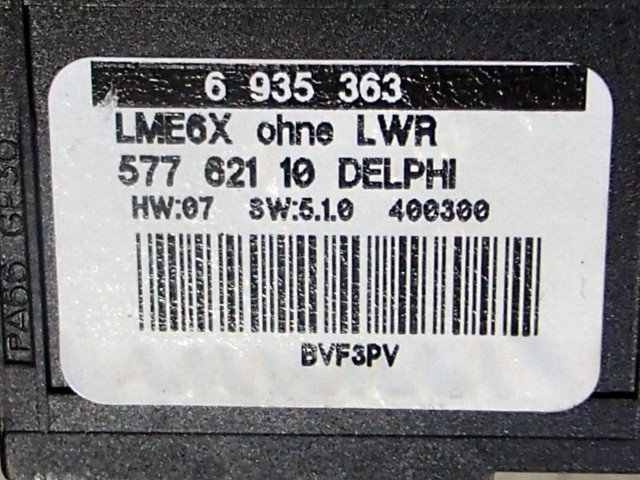 6 935 363
LME6X ohne LWR
577 621 10 DELPHI
HW:07 SW:5.1.0 400300
BVF3PV
PA66 GF30